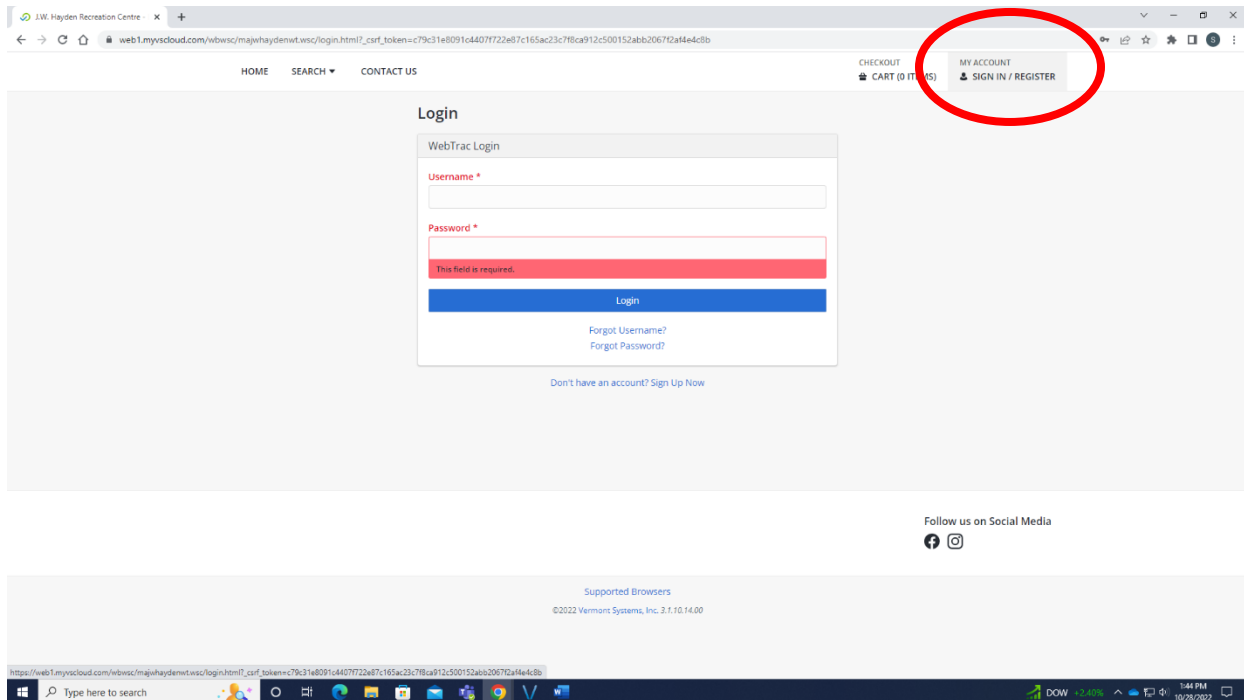 J.W. Hayden Recreation Centre -
web1.myvscloud.com/wbwsc/majwhaydenwt.wsc/login.html?_csrf_token=c79c31e8091c4407f722e87c165ac23c7f8ca912c500152abb2067f2af4e4c8b
S
HOME SEARCH CONTACT US
CHECKOUT
CART (0 ITEMS)
MY ACCOUNT
SIGN IN / REGISTER
Login
WebTrac Login
Username *
Password *
This field is required.
Login
Forgot Username?
Forgot Password?
Don't have an account? Sign Up Now
Follow us on Social Media
Supported Browsers
©2022 Vermont Systems, Inc. 3.1.10.14.00
https://web1.myvscloud.com/wbwsc/majwhaydenwt.wsc/login.html?_csrf_token=c79c31e8091c4407f722e87c165ac23c7f8ca912c500152abb2067f2af4e4c8b
Type here to search
DOW +2.40%
1:44 PM
10/28/2022